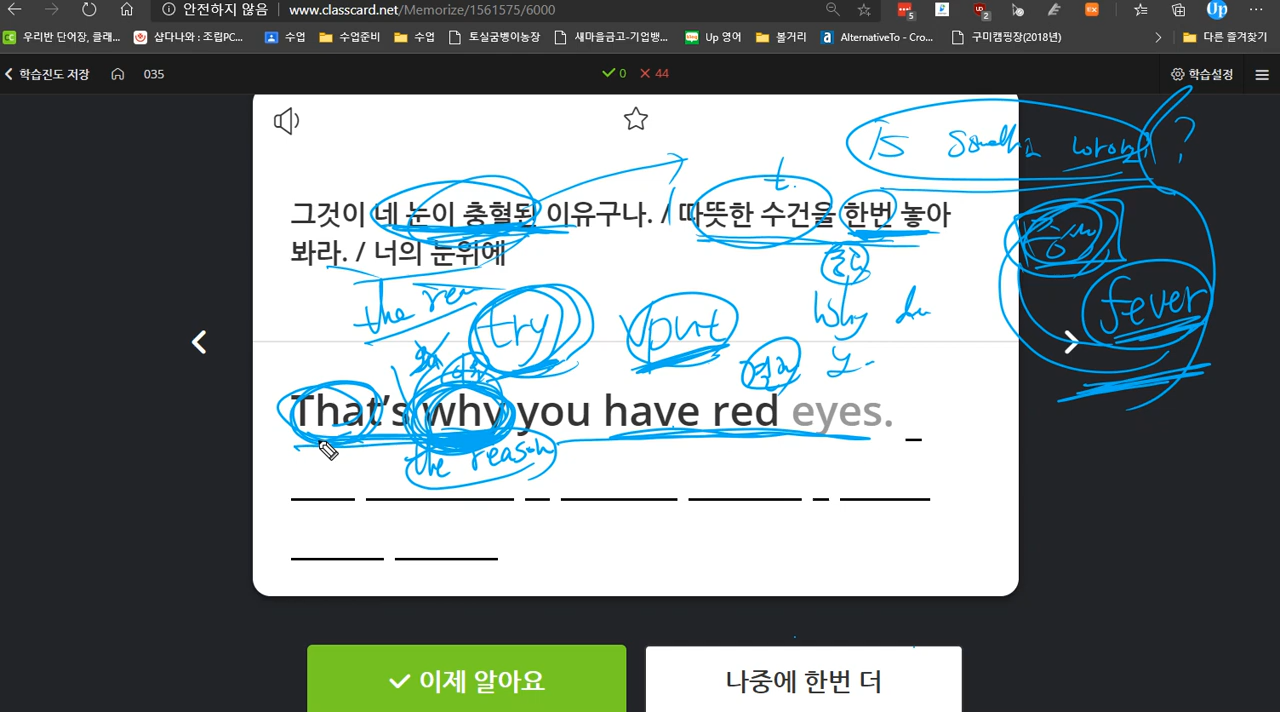 안전하지 않음 www.classcard.net/Memorize/1561575/6000
우리반 단어장, 클래... 샵다나와 : 조립PC... 수업 수업준비 수업 토실굼벵이농장 새마을금고-기업뱅... Up 영어 볼거리 AlternativeTo - Cro... 구미캠핑장(2018년) 다른 즐겨찾기
학습진도 저장 035 0 44 학습설정
Is wrong ?
t.
그것이 네 눈이 충혈된 이유구나. / 따뜻한 수건을 한번 놓아
봐라. / 너의 눈위에
fever
the
try
Why
That's why you have red eyes.
the reason
이제 알아요 나중에 한번 더